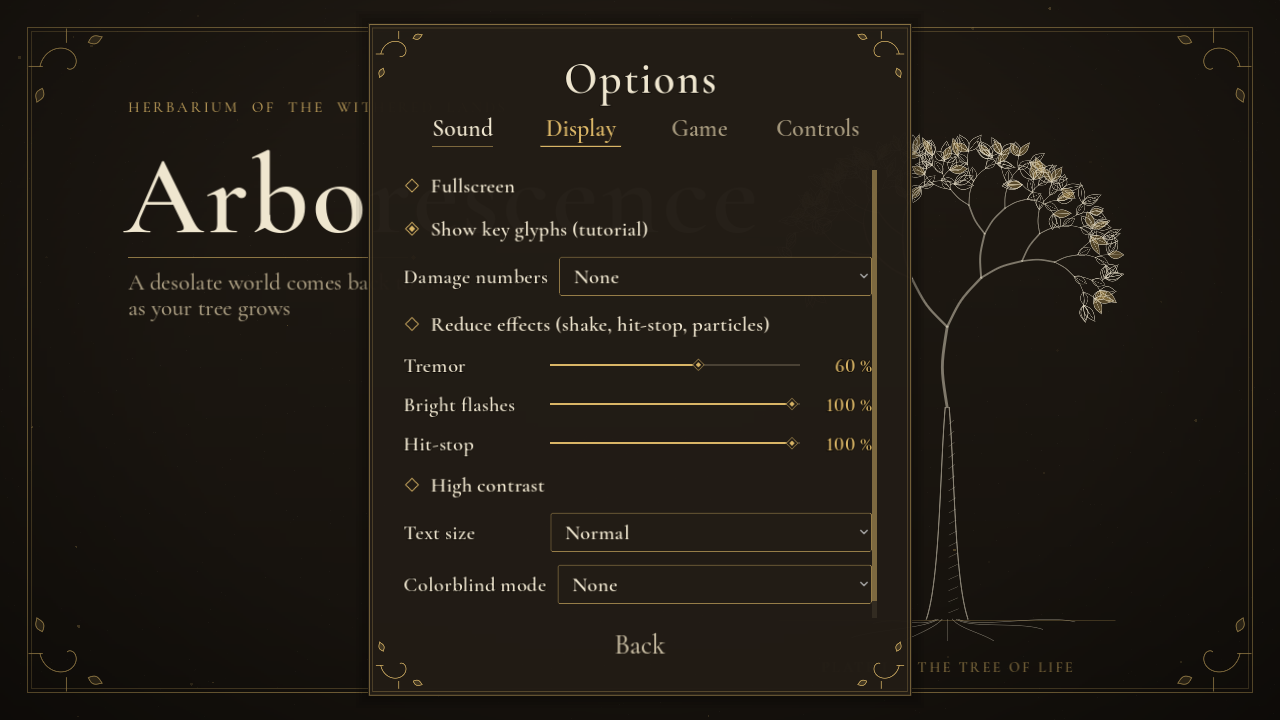 Options
Sound Display Game Controls
HERBARIUM OF THE WIT
Arborescence
A desolate world comes ba
as your tree grows
Fullscreen
Show key glyphs (tutorial)
Damage numbers None
Reduce effects (shake, hit-stop, particles)
Tremor 60 %
Bright flashes 100 %
Hit-stop 100 %
High contrast
Text size Normal
Colorblind mode None
Back
THE TREE OF LIFE